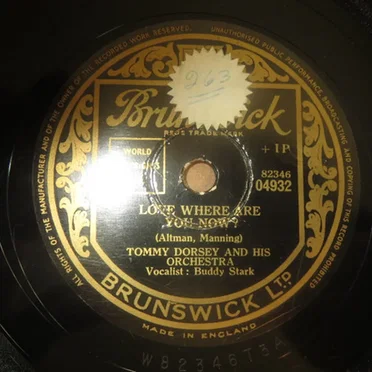 ALL RIGHTS OF THE MANUFACTURER AND OF THE OWNER OF THE RECORDED WORK RESERVED. UNAUTHORISED PUBLIC PERFORMANCE, BROADCASTING AND COPYING OF THIS RECORD PROHIBITED
263
Brunswick
REGD TRADE MARK
+ 1P
WORLD
82346
04932
LOVE WHERE ARE
YOU NOW?
(Altman, Manning)
TOMMY DORSEY AND HIS
ORCHESTRA
Vocalist : Buddy Stark
BRUNSWICK LTD.
MADE IN ENGLAND